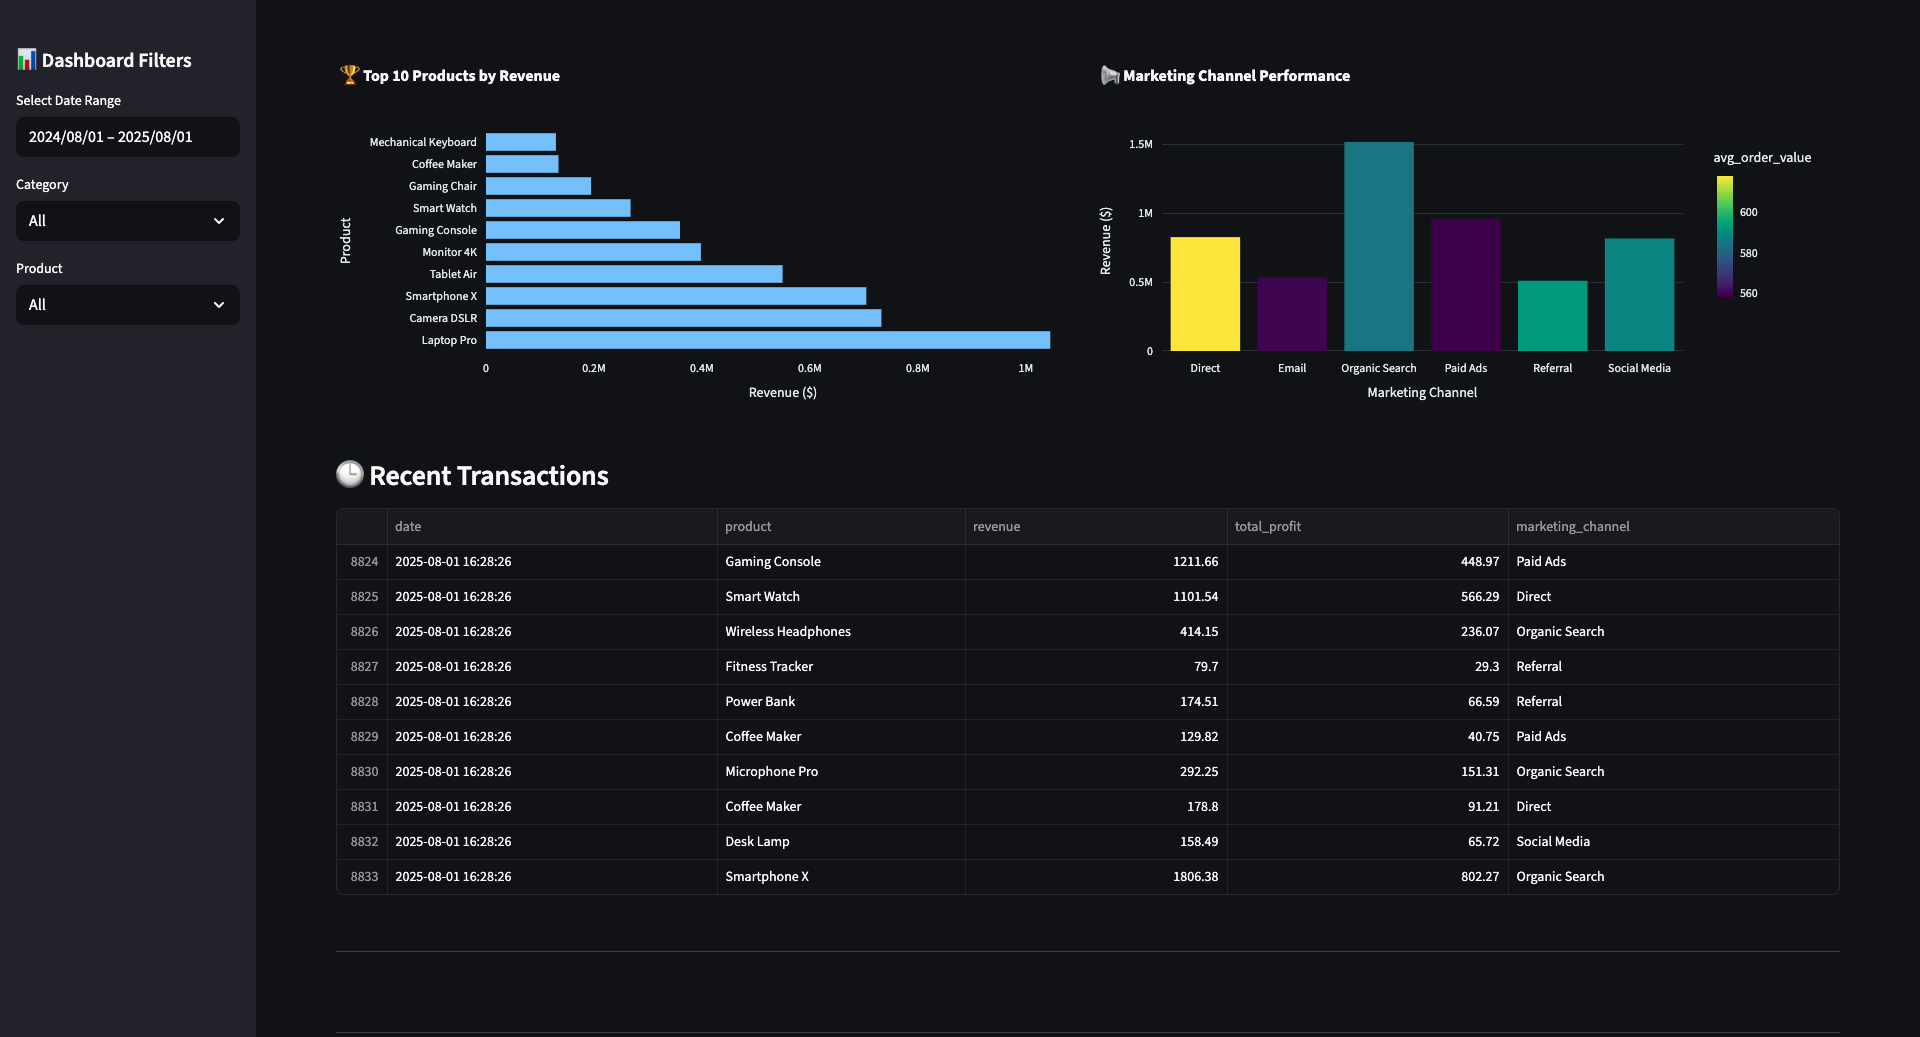 📊 Dashboard Filters
Select Date Range
2024/08/01 – 2025/08/01
Category
All
Product
All
🏆 Top 10 Products by Revenue
Product
Mechanical Keyboard
Coffee Maker
Gaming Chair
Smart Watch
Gaming Console
Monitor 4K
Tablet Air
Smartphone X
Camera DSLR
Laptop Pro
0 0.2M 0.4M 0.6M 0.8M 1M
Revenue ($)
📢 Marketing Channel Performance
Revenue ($)
1.5M
1M
0.5M
0
Direct Email Organic Search Paid Ads Referral Social Media
Marketing Channel
avg_order_value
600
580
560
🕒 Recent Transactions
date product revenue total_profit marketing_channel
8824 2025-08-01 16:28:26 Gaming Console 1211.66 448.97 Paid Ads
8825 2025-08-01 16:28:26 Smart Watch 1101.54 566.29 Direct
8826 2025-08-01 16:28:26 Wireless Headphones 414.15 236.07 Organic Search
8827 2025-08-01 16:28:26 Fitness Tracker 79.7 29.3 Referral
8828 2025-08-01 16:28:26 Power Bank 174.51 66.59 Referral
8829 2025-08-01 16:28:26 Coffee Maker 129.82 40.75 Paid Ads
8830 2025-08-01 16:28:26 Microphone Pro 292.25 151.31 Organic Search
8831 2025-08-01 16:28:26 Coffee Maker 178.8 91.21 Direct
8832 2025-08-01 16:28:26 Desk Lamp 158.49 65.72 Social Media
8833 2025-08-01 16:28:26 Smartphone X 1806.38 802.27 Organic Search